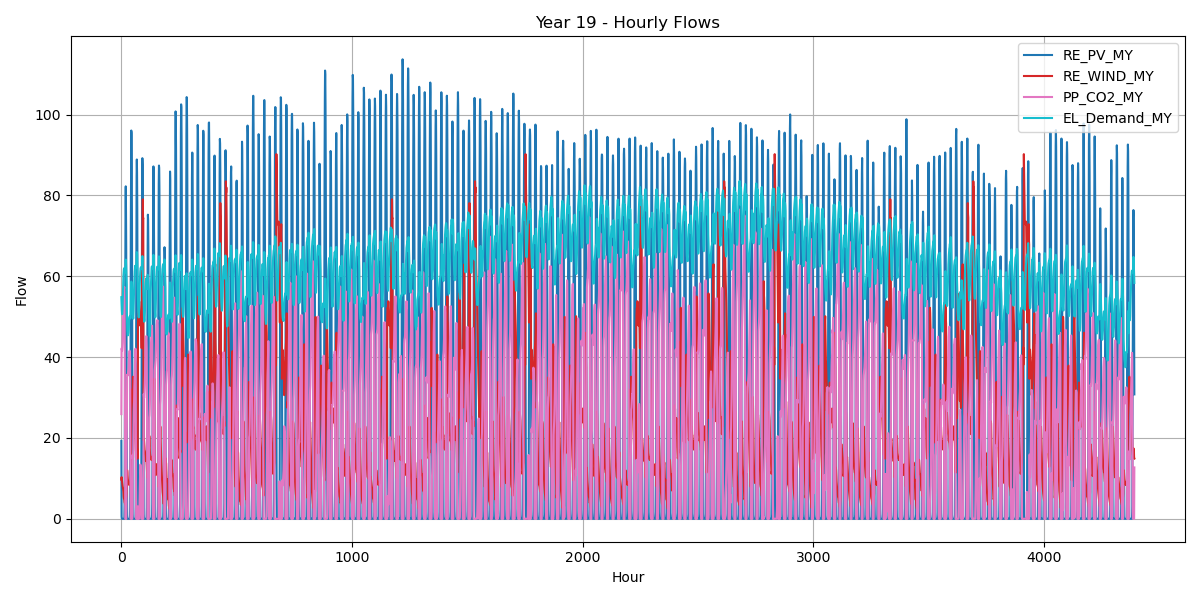 Year 19 - Hourly Flows
RE_PV_MY
RE_WIND_MY
PP_CO2_MY
EL_Demand_MY
Flow
100
80
60
40
20
0
0 1000 2000 3000 4000
Hour